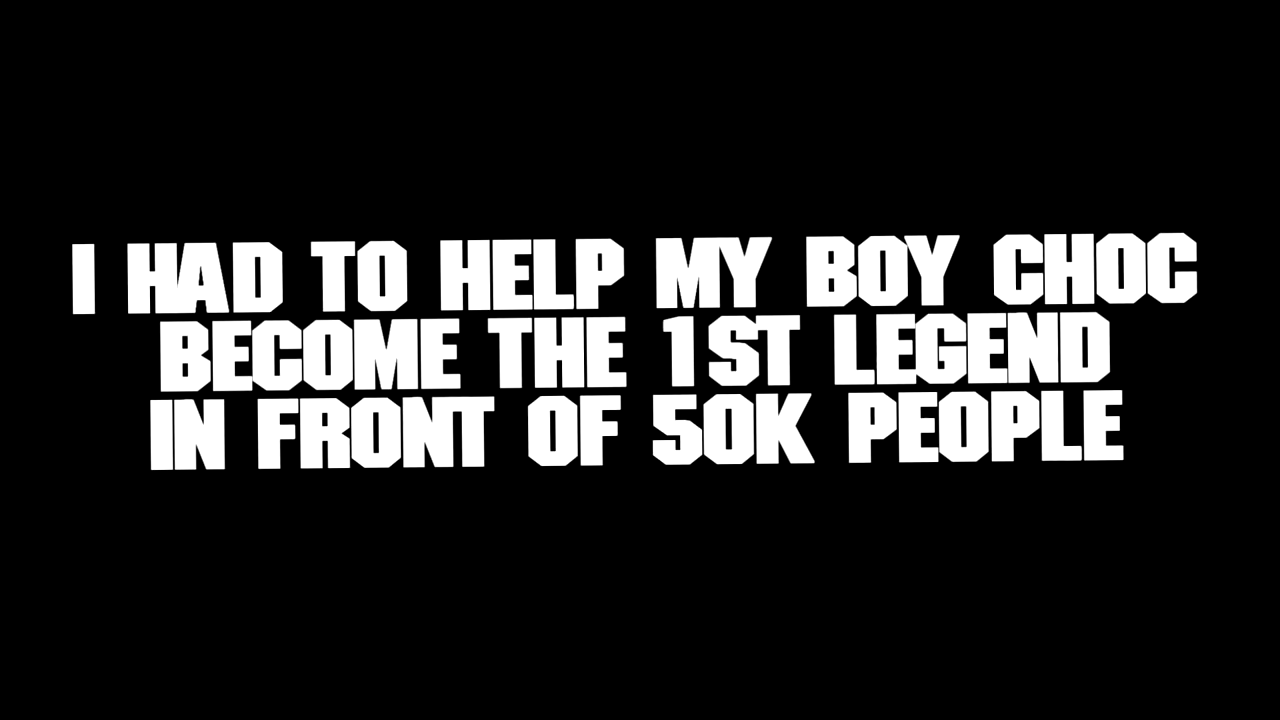 I HAD TO HELP MY BOY CHOC
BECOME THE 1ST LEGEND
IN FRONT OF 50K PEOPLE